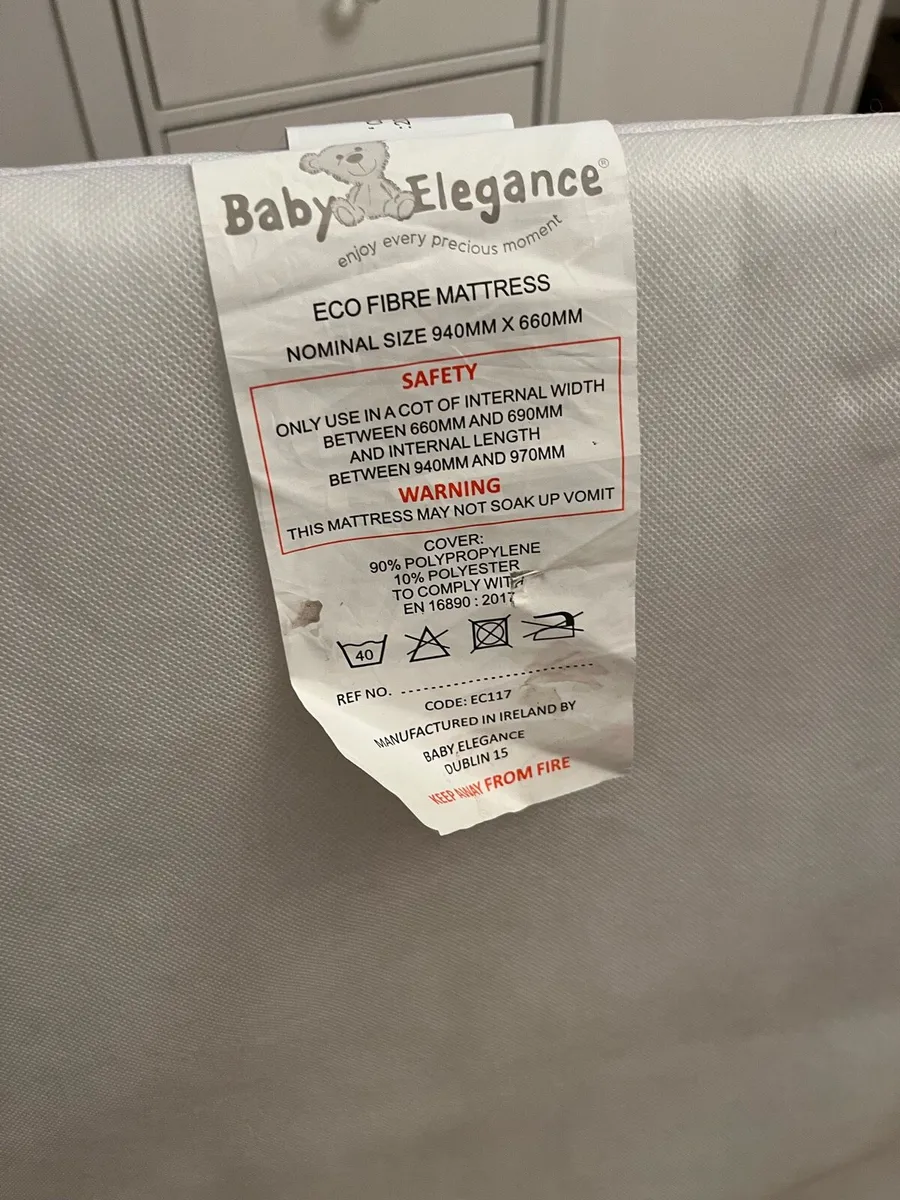 Baby Elegance®
enjoy every precious moment
ECO FIBRE MATTRESS
NOMINAL SIZE 940MM X 660MM
SAFETY
ONLY USE IN A COT OF INTERNAL WIDTH
BETWEEN 660MM AND 690MM
AND INTERNAL LENGTH
BETWEEN 940MM AND 970MM
WARNING
THIS MATTRESS MAY NOT SOAK UP VOMIT
COVER:
90% POLYPROPYLENE
10% POLYESTER
TO COMPLY WITH
EN 16890 : 2017
40
REF NO. ..............................
CODE: EC117
MANUFACTURED IN IRELAND BY
BABY ELEGANCE
DUBLIN 15
KEEP AWAY FROM FIRE